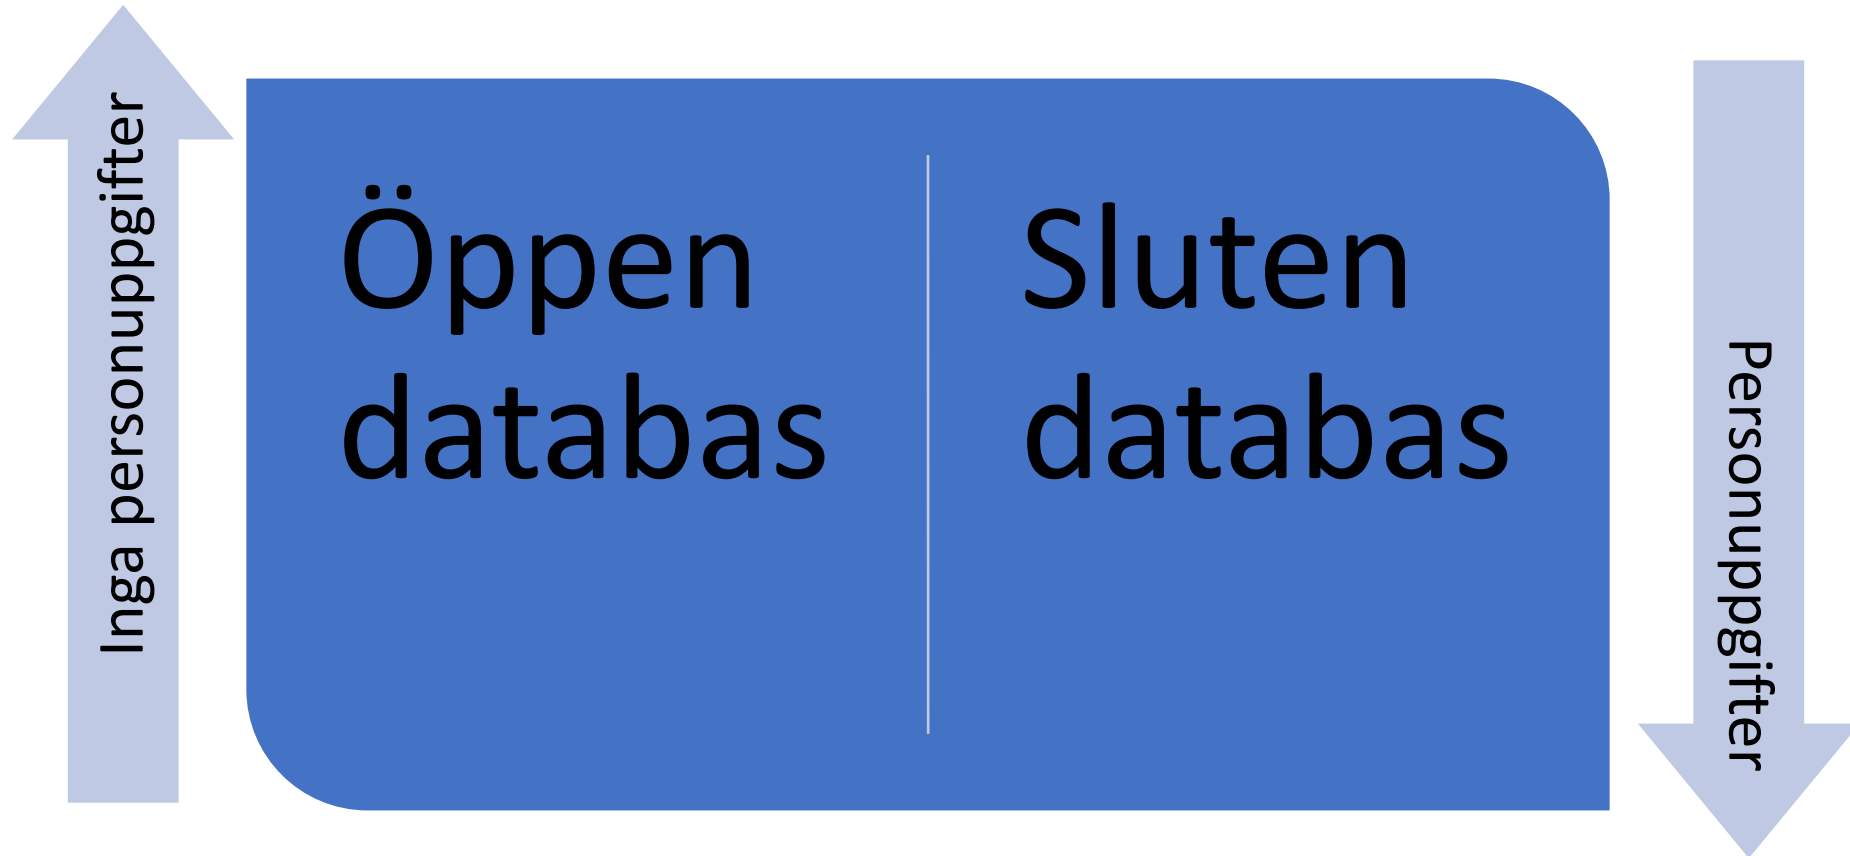 Inga personuppgifter
Öppen
databas
Sluten
databas
Personuppgifter